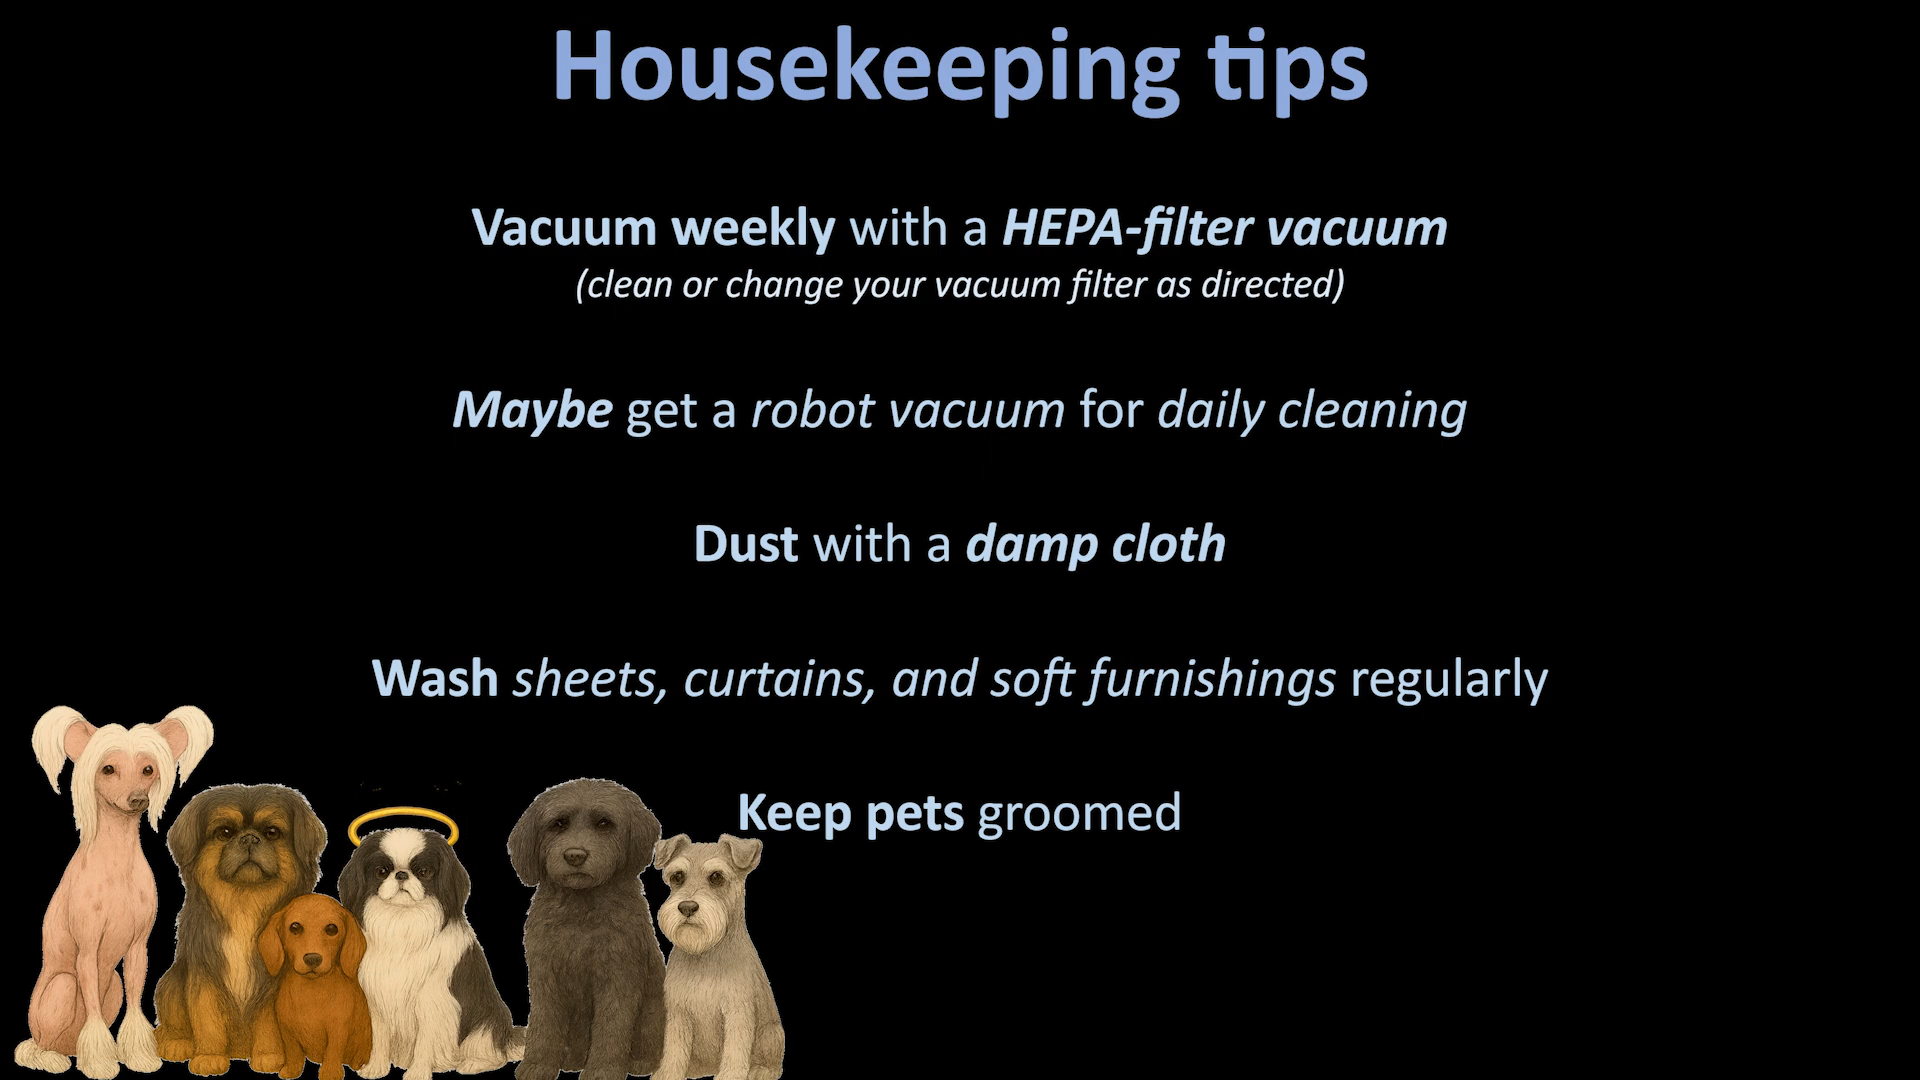 Housekeeping tips
Vacuum weekly with a HEPA-filter vacuum
(clean or change your vacuum filter as directed)
Maybe get a robot vacuum for daily cleaning
Dust with a damp cloth
Wash sheets, curtains, and soft furnishings regularly
Keep pets groomed